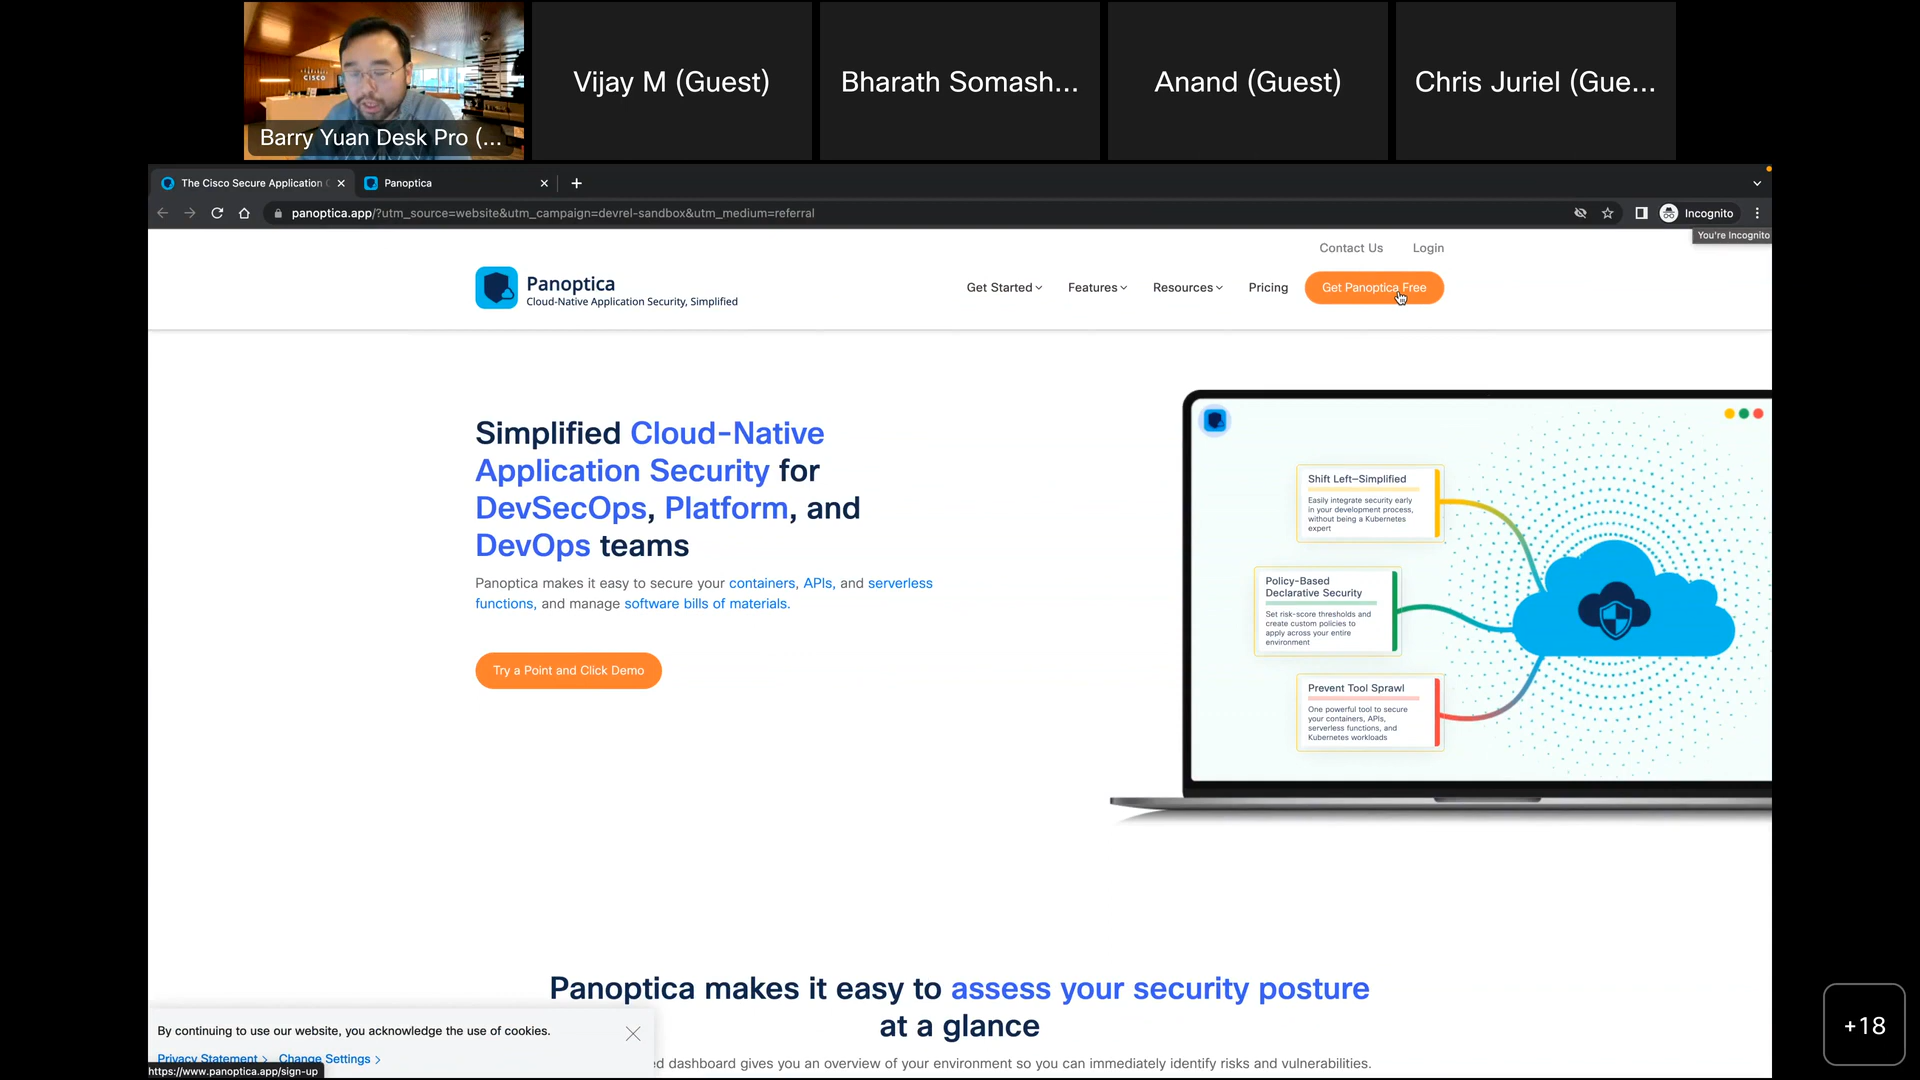 CISCO
Barry Yuan Desk Pro (...
Vijay M (Guest)
Bharath Somash...
Anand (Guest)
Chris Juriel (Gue...
The Cisco Secure Application
Panoptica
panoptica.app/?utm_source=website&utm_campaign=devrel-sandbox&utm_medium=referral
Incognito
You're Incognito
Contact Us Login
Panoptica
Cloud-Native Application Security, Simplified
Get Started Features Resources Pricing Get Panoptica Free
Simplified Cloud-Native
Application Security for
DevSecOps, Platform, and
DevOps teams
Panoptica makes it easy to secure your containers, APIs, and serverless
functions, and manage software bills of materials.
Try a Point and Click Demo
Shift Left–Simplified
Easily integrate security early
in your development process,
without being a Kubernetes
expert
Policy-Based
Declarative Security
Set risk-score thresholds and
create custom policies to
apply across your entire
environment
Prevent Tool Sprawl
One powerful tool to secure
your containers, APIs,
serverless functions, and
Kubernetes workloads
Panoptica makes it easy to assess your security posture
at a glance
ed dashboard gives you an overview of your environment so you can immediately identify risks and vulnerabilities.
By continuing to use our website, you acknowledge the use of cookies.
Privacy Statement > Change Settings >
https://www.panoptica.app/sign-up
+18